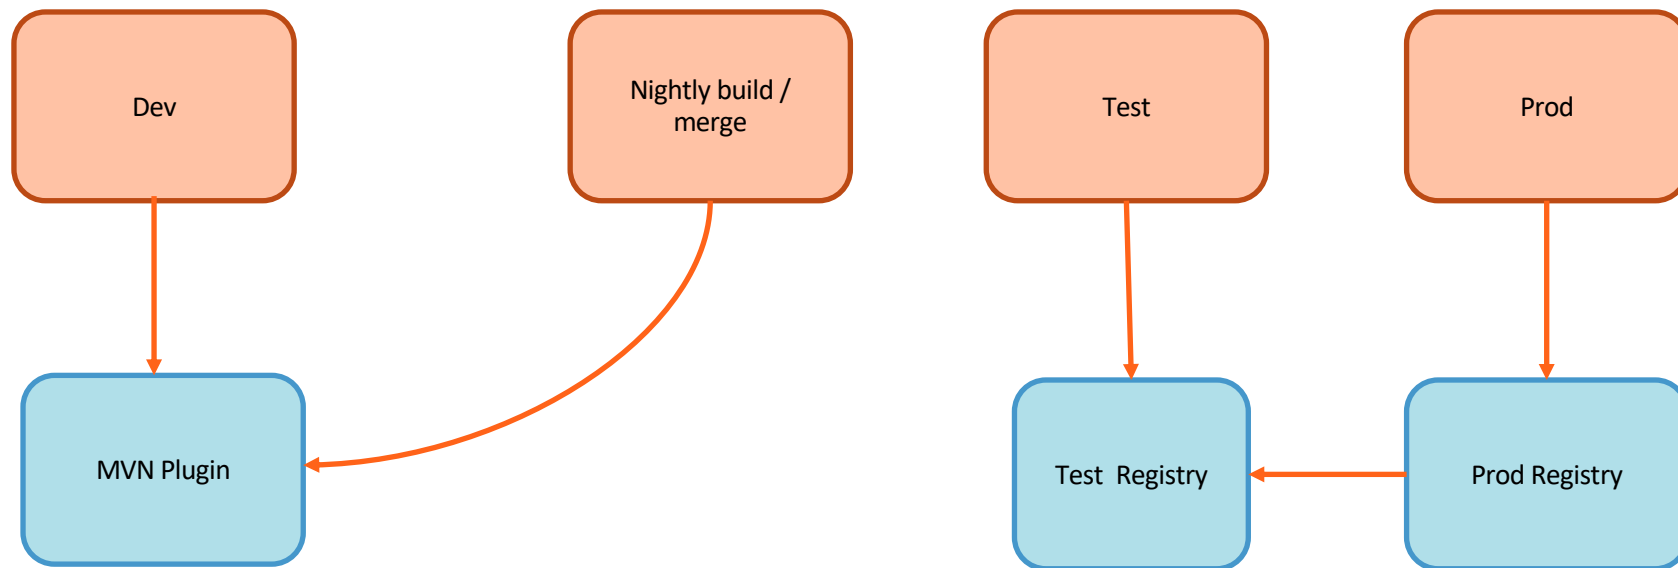 Dev
Nightly build /
merge
Test
Prod
MVN Plugin
Test  Registry
Prod Registry